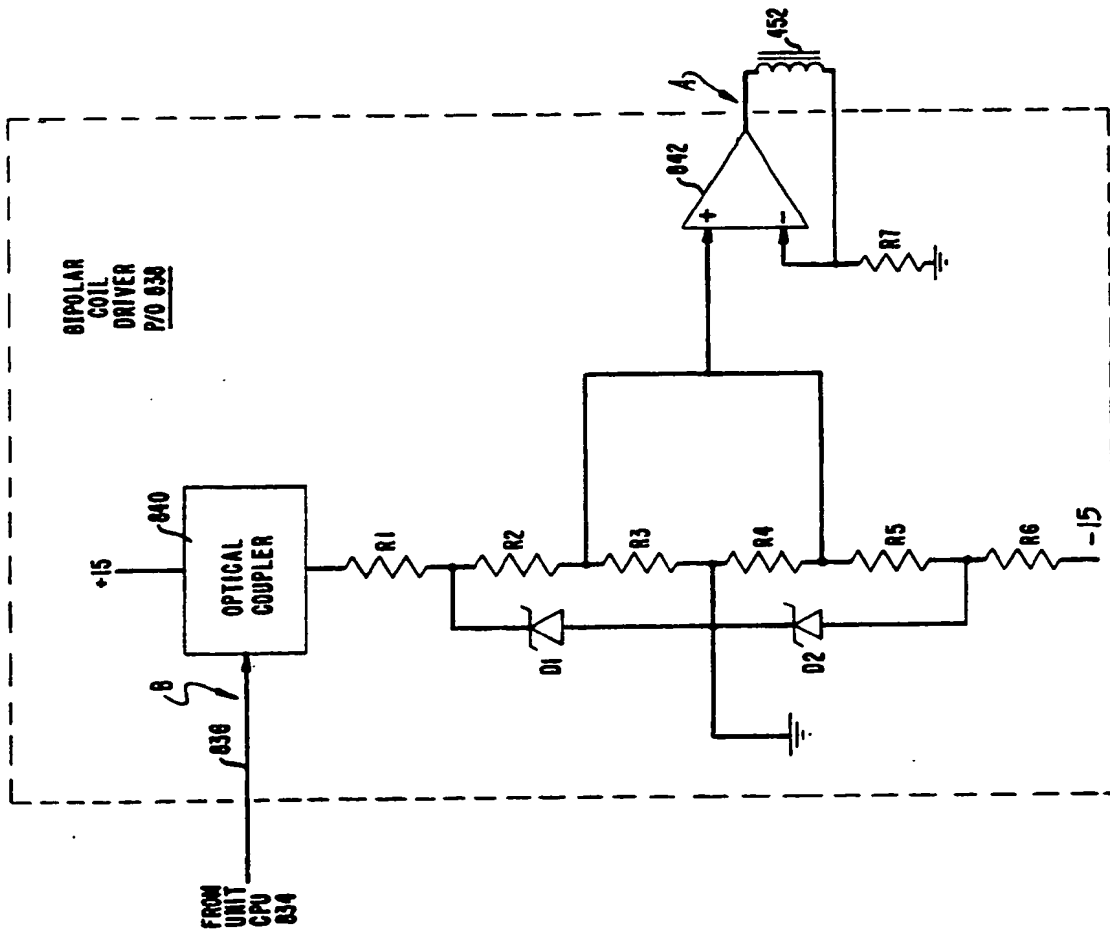 BIPOLAR
COIL
DRIVER
P/O 838
+15
840
OPTICAL
COUPLER
B
836
FROM
UNIT
CPU
834
R1
R2
R3
R4
R5
R6
-15
D1
D2
842
+
-
A
452
R7